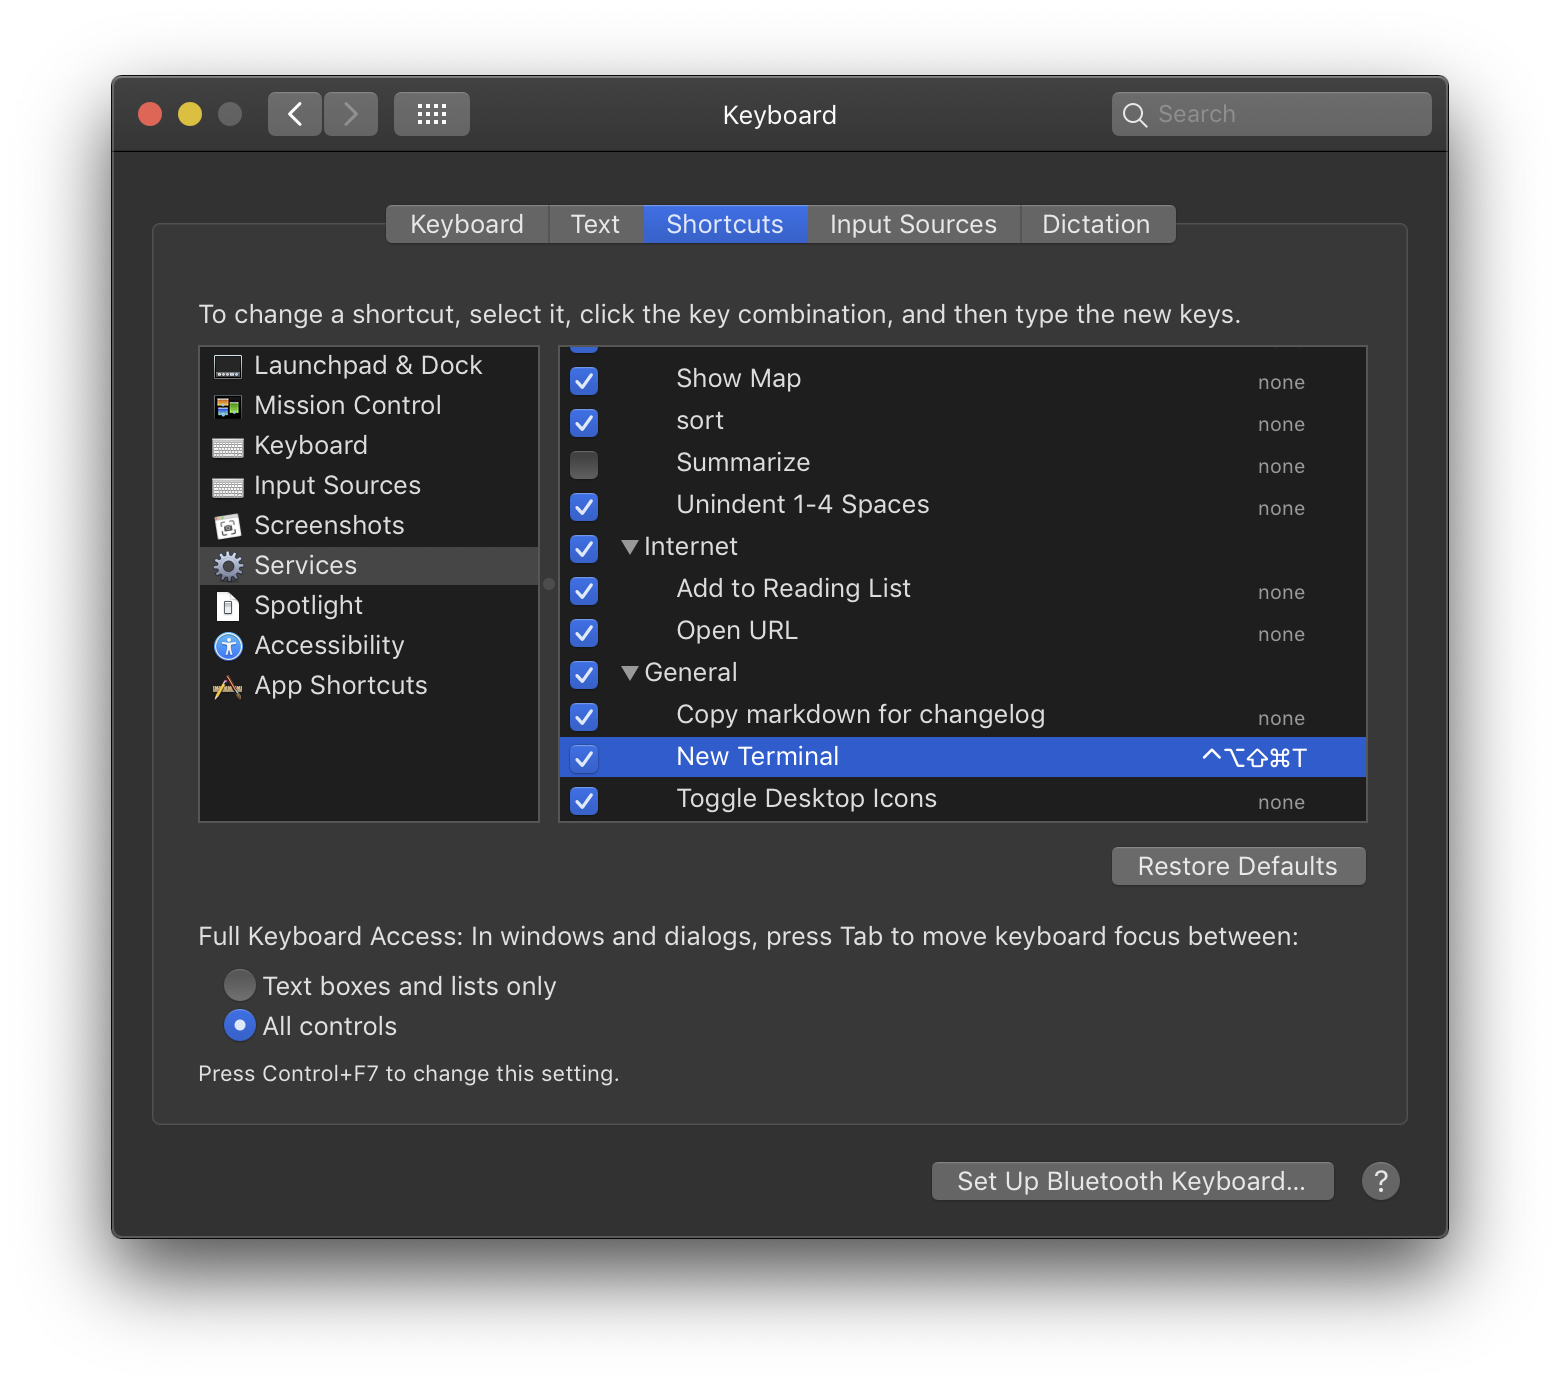 Keyboard
Search
Keyboard Text Shortcuts Input Sources Dictation
To change a shortcut, select it, click the key combination, and then type the new keys.
Launchpad & Dock
Mission Control
Keyboard
Input Sources
Screenshots
Services
Spotlight
Accessibility
App Shortcuts
Show Map none
sort none
Summarize none
Unindent 1-4 Spaces none
Internet
Add to Reading List none
Open URL none
General
Copy markdown for changelog none
New Terminal ^⌥⇧⌘T
Toggle Desktop Icons none
Restore Defaults
Full Keyboard Access: In windows and dialogs, press Tab to move keyboard focus between:
Text boxes and lists only
All controls
Press Control+F7 to change this setting.
Set Up Bluetooth Keyboard... ?